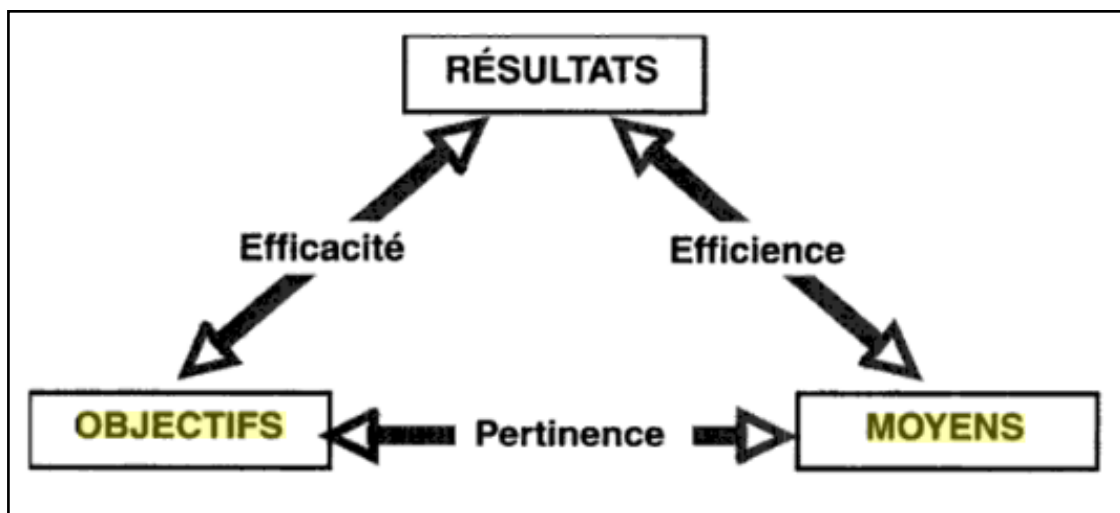 RÉSULTATS
Efficacité
Efficience
OBJECTIFS
Pertinence
MOYENS